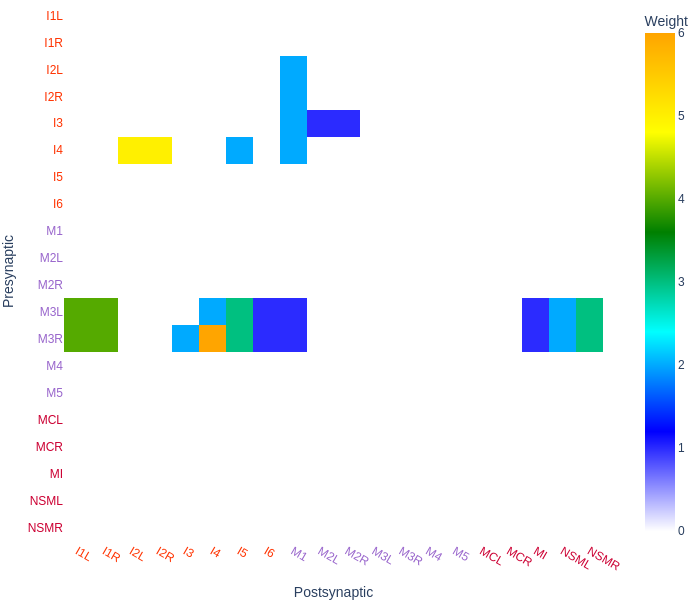 Weight
I1L
I1R
I2L
I2R
I3
I4
I5
I6
M1
M2L
M2R
M3L
M3R
M4
M5
MCL
MCR
MI
NSML
NSMR
Presynaptic
I1L I1R I2L I2R I3 I4 I5 I6 M1 M2L M2R M3L M3R M4 M5 MCL MCR MI NSML NSMR
Postsynaptic
6
5
4
3
2
1
0